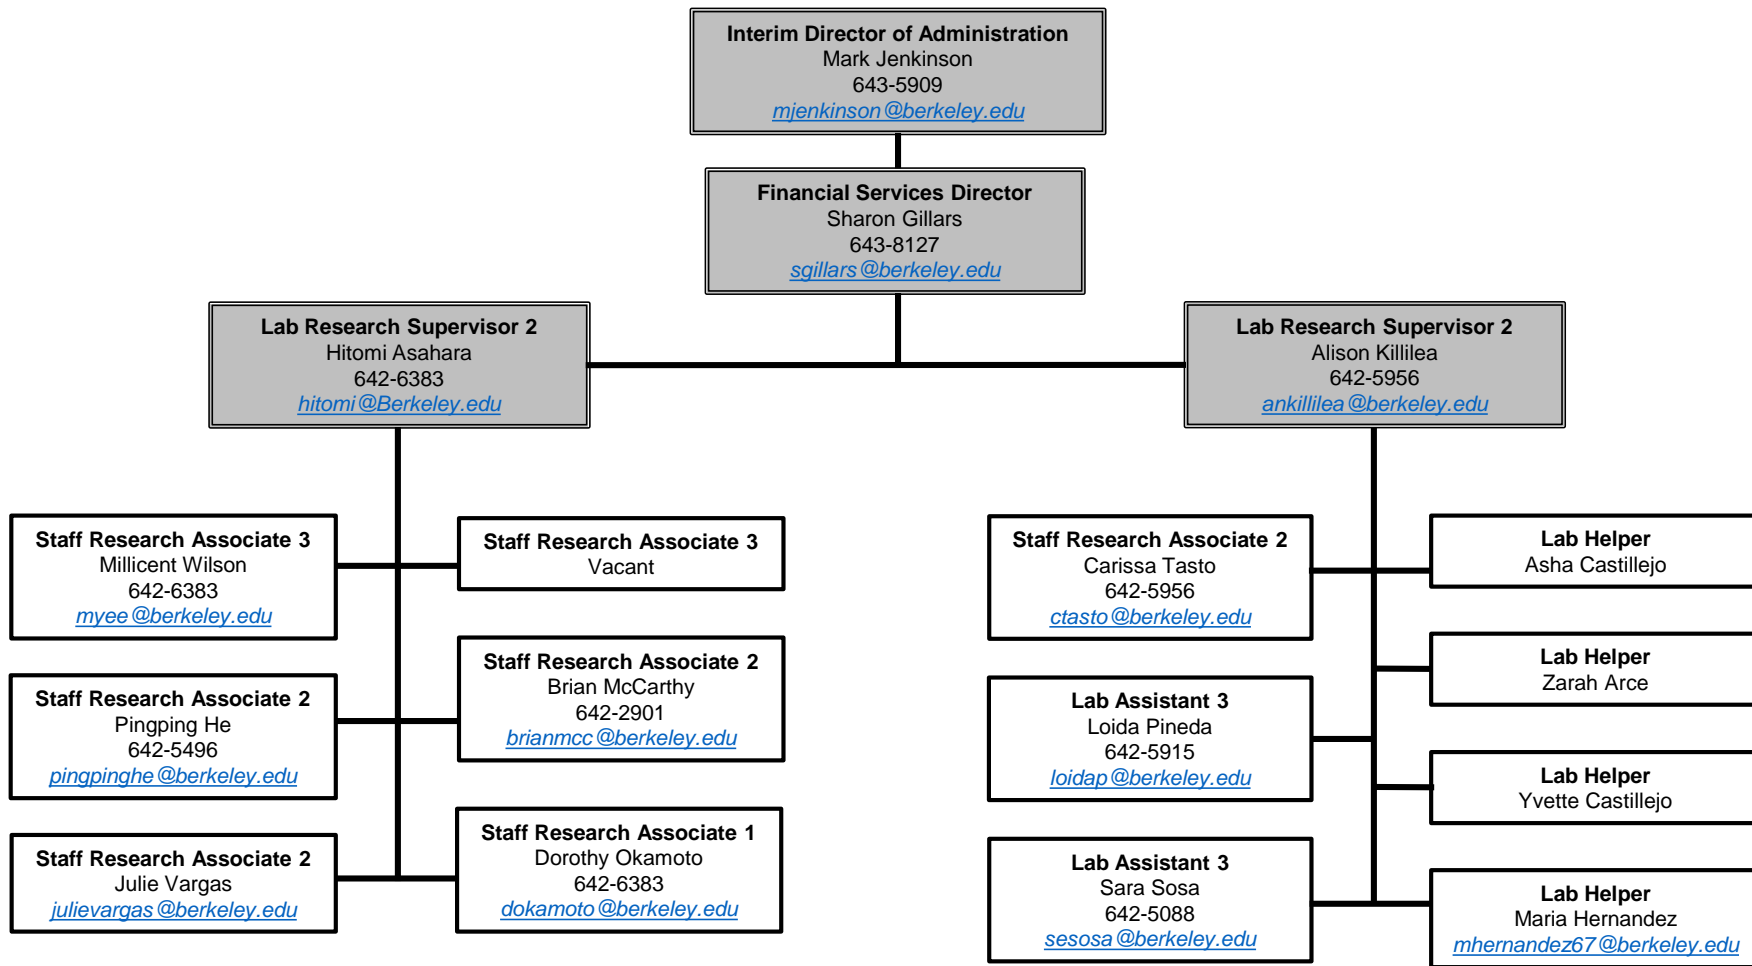 Interim Director of Administration
Mark Jenkinson
643-5909
mjenkinson@berkeley.edu
Financial Services Director
Sharon Gillars
643-8127
sgillars@berkeley.edu
Lab Research Supervisor 2
Hitomi Asahara
642-6383
hitomi@Berkeley.edu
Lab Research Supervisor 2
Alison Killilea
642-5956
ankillilea@berkeley.edu
Staff Research Associate 3
Millicent Wilson
642-6383
myee@berkeley.edu
Staff Research Associate 3
Vacant
Staff Research Associate 2
Pingping He
642-5496
pingpinghe@berkeley.edu
Staff Research Associate 2
Brian McCarthy
642-2901
brianmcc@berkeley.edu
Staff Research Associate 2
Julie Vargas
julievargas@berkeley.edu
Staff Research Associate 1
Dorothy Okamoto
642-6383
dokamoto@berkeley.edu
Staff Research Associate 2
Carissa Tasto
642-5956
ctasto@berkeley.edu
Lab Helper
Asha Castillejo
Lab Helper
Zarah Arce
Lab Assistant 3
Loida Pineda
642-5915
loidap@berkeley.edu
Lab Helper
Yvette Castillejo
Lab Assistant 3
Sara Sosa
642-5088
sesosa@berkeley.edu
Lab Helper
Maria Hernandez
mhernandez67@berkeley.edu